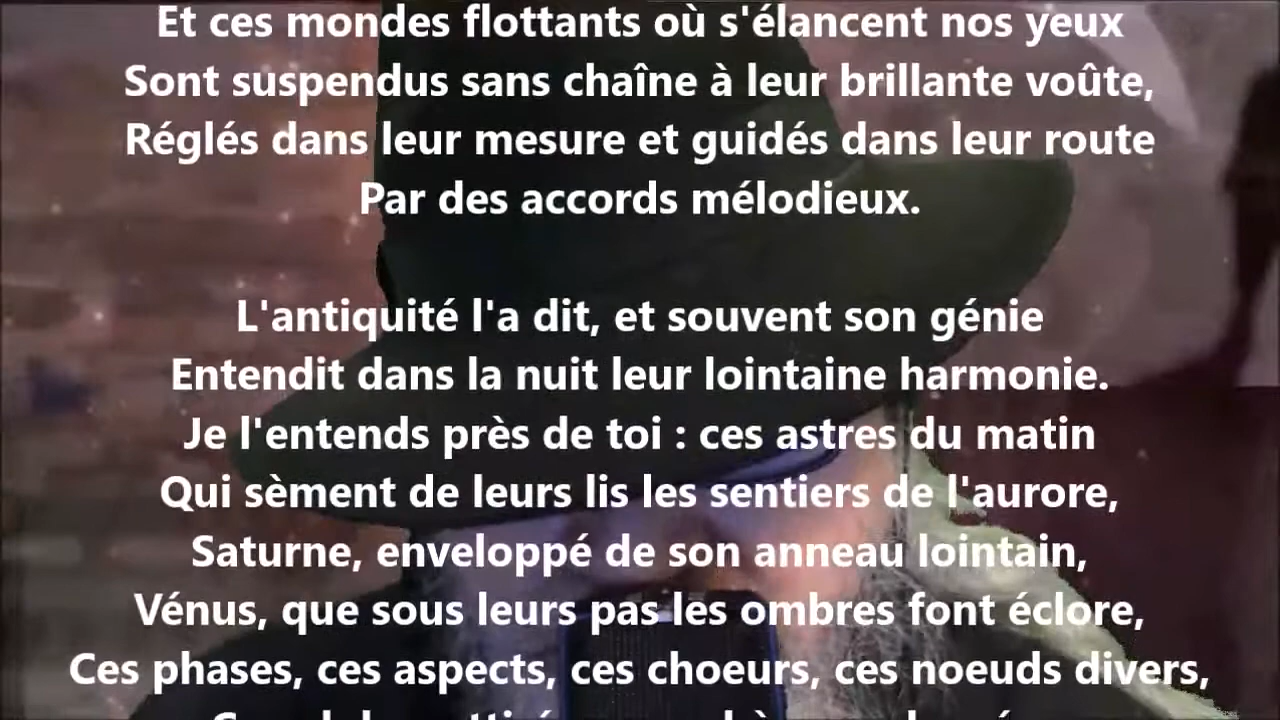 Et ces mondes flottants où s'élancent nos yeux
Sont suspendus sans chaîne à leur brillante voûte,
Réglés dans leur mesure et guidés dans leur route
Par des accords mélodieux.
L'antiquité l'a dit, et souvent son génie
Entendit dans la nuit leur lointaine harmonie.
Je l'entends près de toi : ces astres du matin
Qui sèment de leurs lis les sentiers de l'aurore,
Saturne, enveloppé de son anneau lointain,
Vénus, que sous leurs pas les ombres font éclore,
Ces phases, ces aspects, ces choeurs, ces noeuds divers,